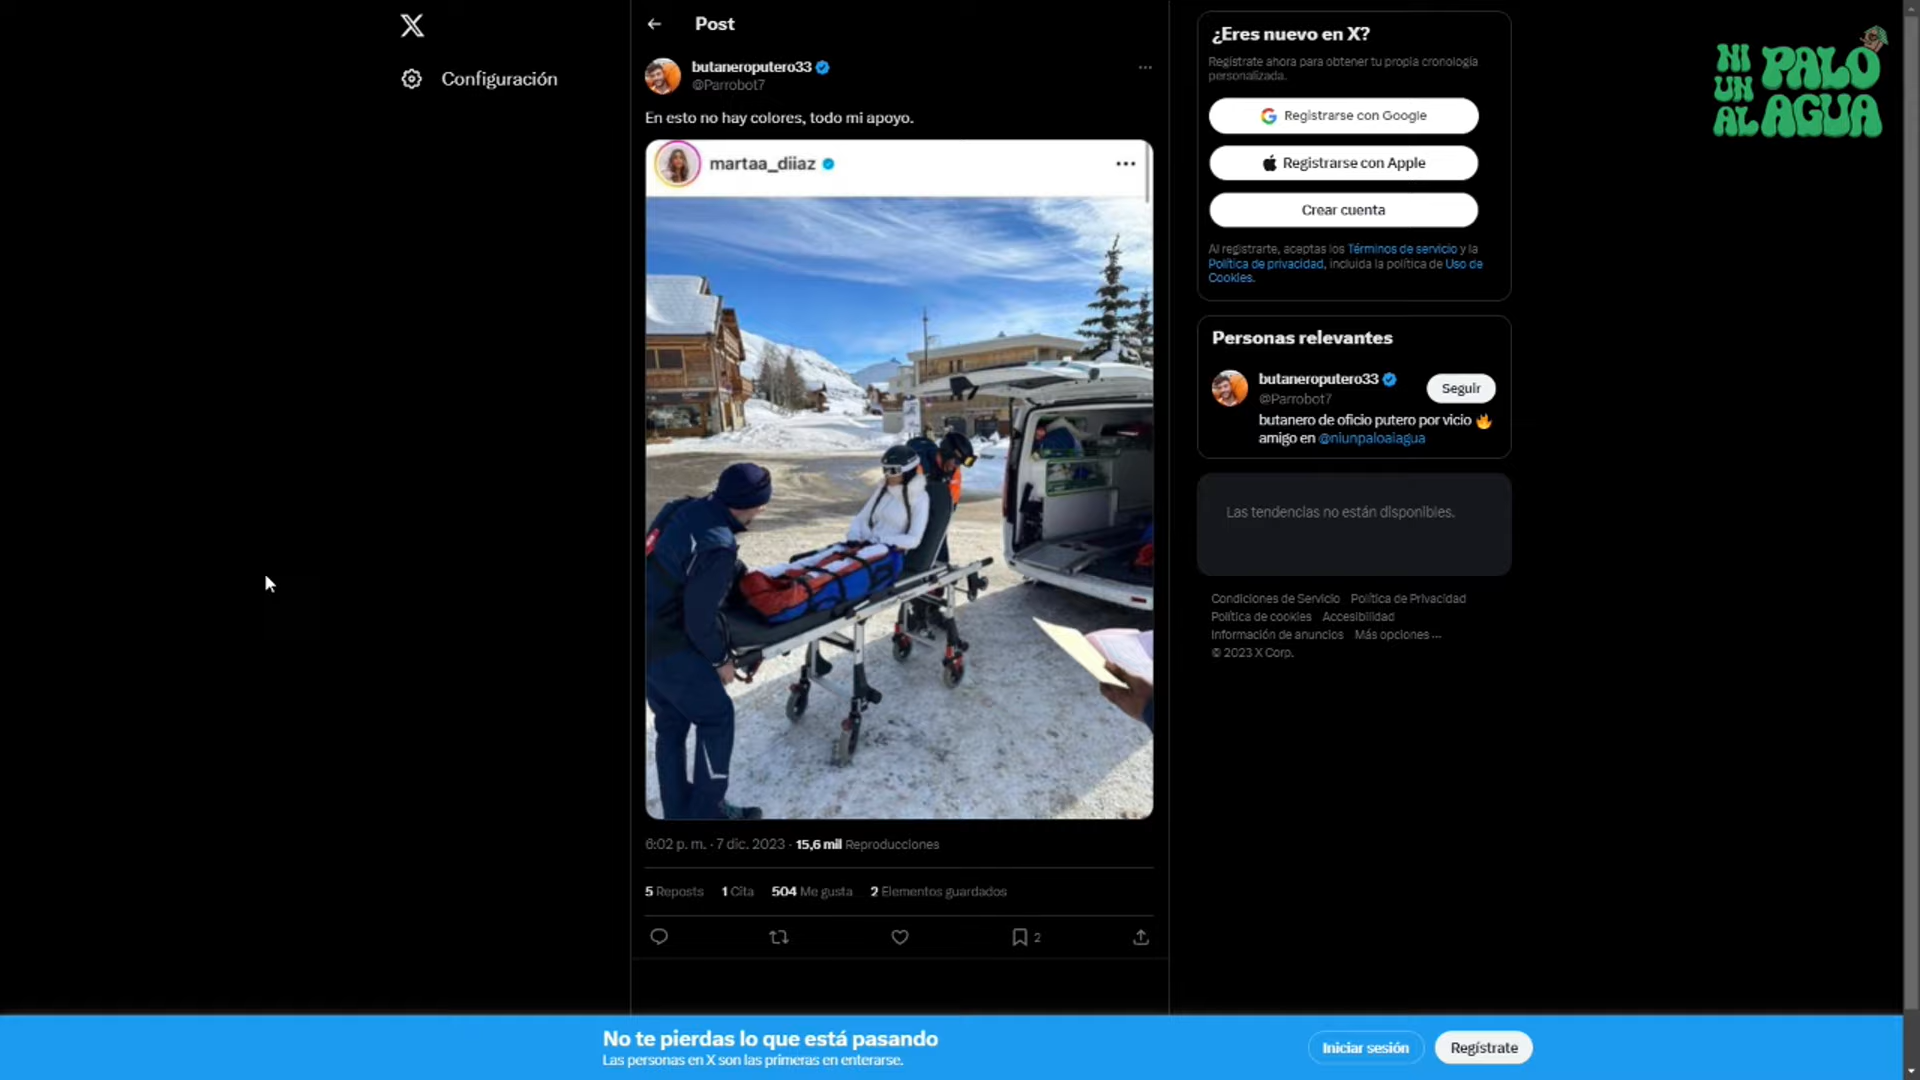 Configuración
Post
butaneroputero33
@Parrobot7
En esto no hay colores, todo mi apoyo.
martaa_diiaz
6:02 p. m. · 7 dic. 2023 · 15,6 mil Reproducciones
5 Reposts 1 Cita 504 Me gusta 2 Elementos guardados
2
¿Eres nuevo en X?
Regístrate ahora para obtener tu propia cronología
personalizada.
Registrarse con Google
Registrarse con Apple
Crear cuenta
Al registrarte, aceptas los Términos de servicio y la
Política de privacidad, incluida la política de Uso de
Cookies.
Personas relevantes
butaneroputero33
@Parrobot7
Seguir
butanero de oficio putero por vicio 🔥
amigo en @niunpaloalagua
Las tendencias no están disponibles.
Condiciones de Servicio Política de Privacidad
Política de cookies Accesibilidad
Información de anuncios Más opciones ···
© 2023 X Corp.
NI UN PALO AL AGUA
No te pierdas lo que está pasando
Las personas en X son las primeras en enterarse.
Iniciar sesión
Regístrate